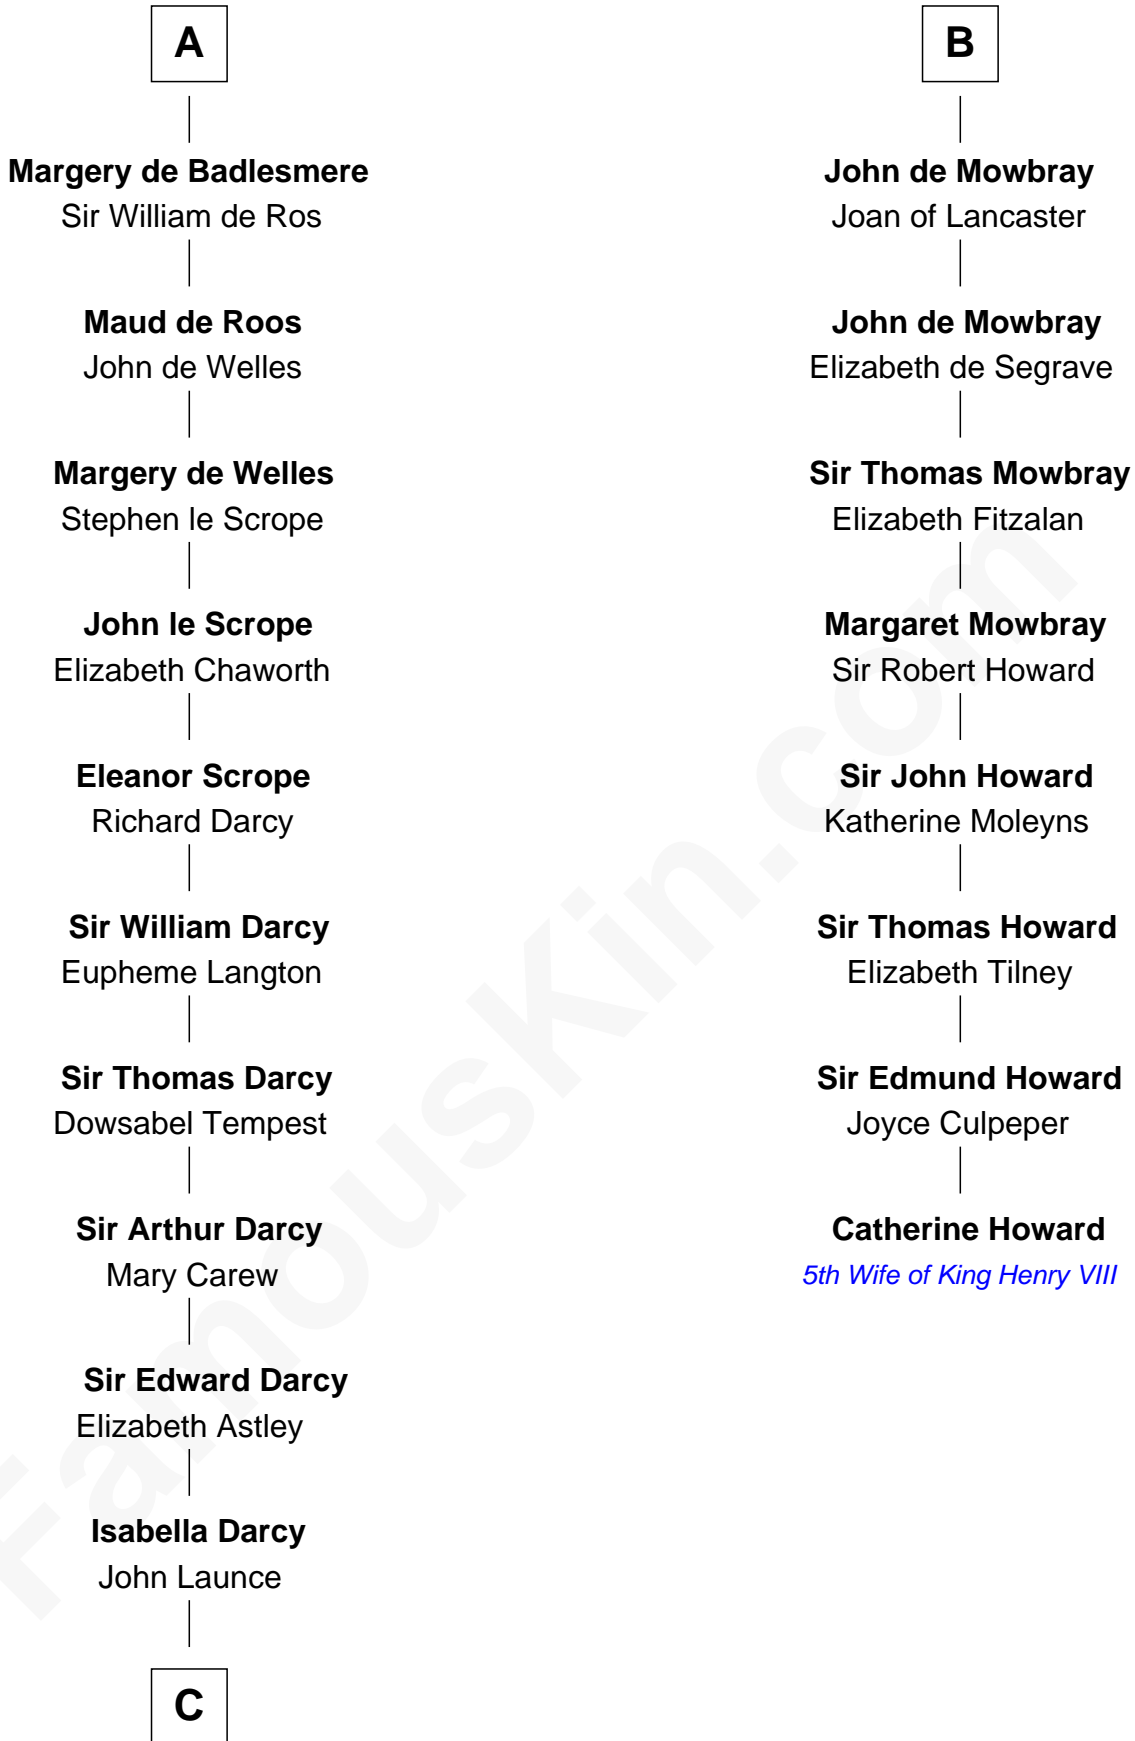 A
Margery de Badlesmere
Sir William de Ros
Maud de Roos
John de Welles
Margery de Welles
Stephen le Scrope
John le Scrope
Elizabeth Chaworth
Eleanor Scrope
Richard Darcy
Sir William Darcy
Eupheme Langton
Sir Thomas Darcy
Dowsabel Tempest
Sir Arthur Darcy
Mary Carew
Sir Edward Darcy
Elizabeth Astley
Isabella Darcy
John Launce
C
B
John de Mowbray
Joan of Lancaster
John de Mowbray
Elizabeth de Segrave
Sir Thomas Mowbray
Elizabeth Fitzalan
Margaret Mowbray
Sir Robert Howard
Sir John Howard
Katherine Moleyns
Sir Thomas Howard
Elizabeth Tilney
Sir Edmund Howard
Joyce Culpeper
Catherine Howard
5th Wife of King Henry VIII
FamousKin.com